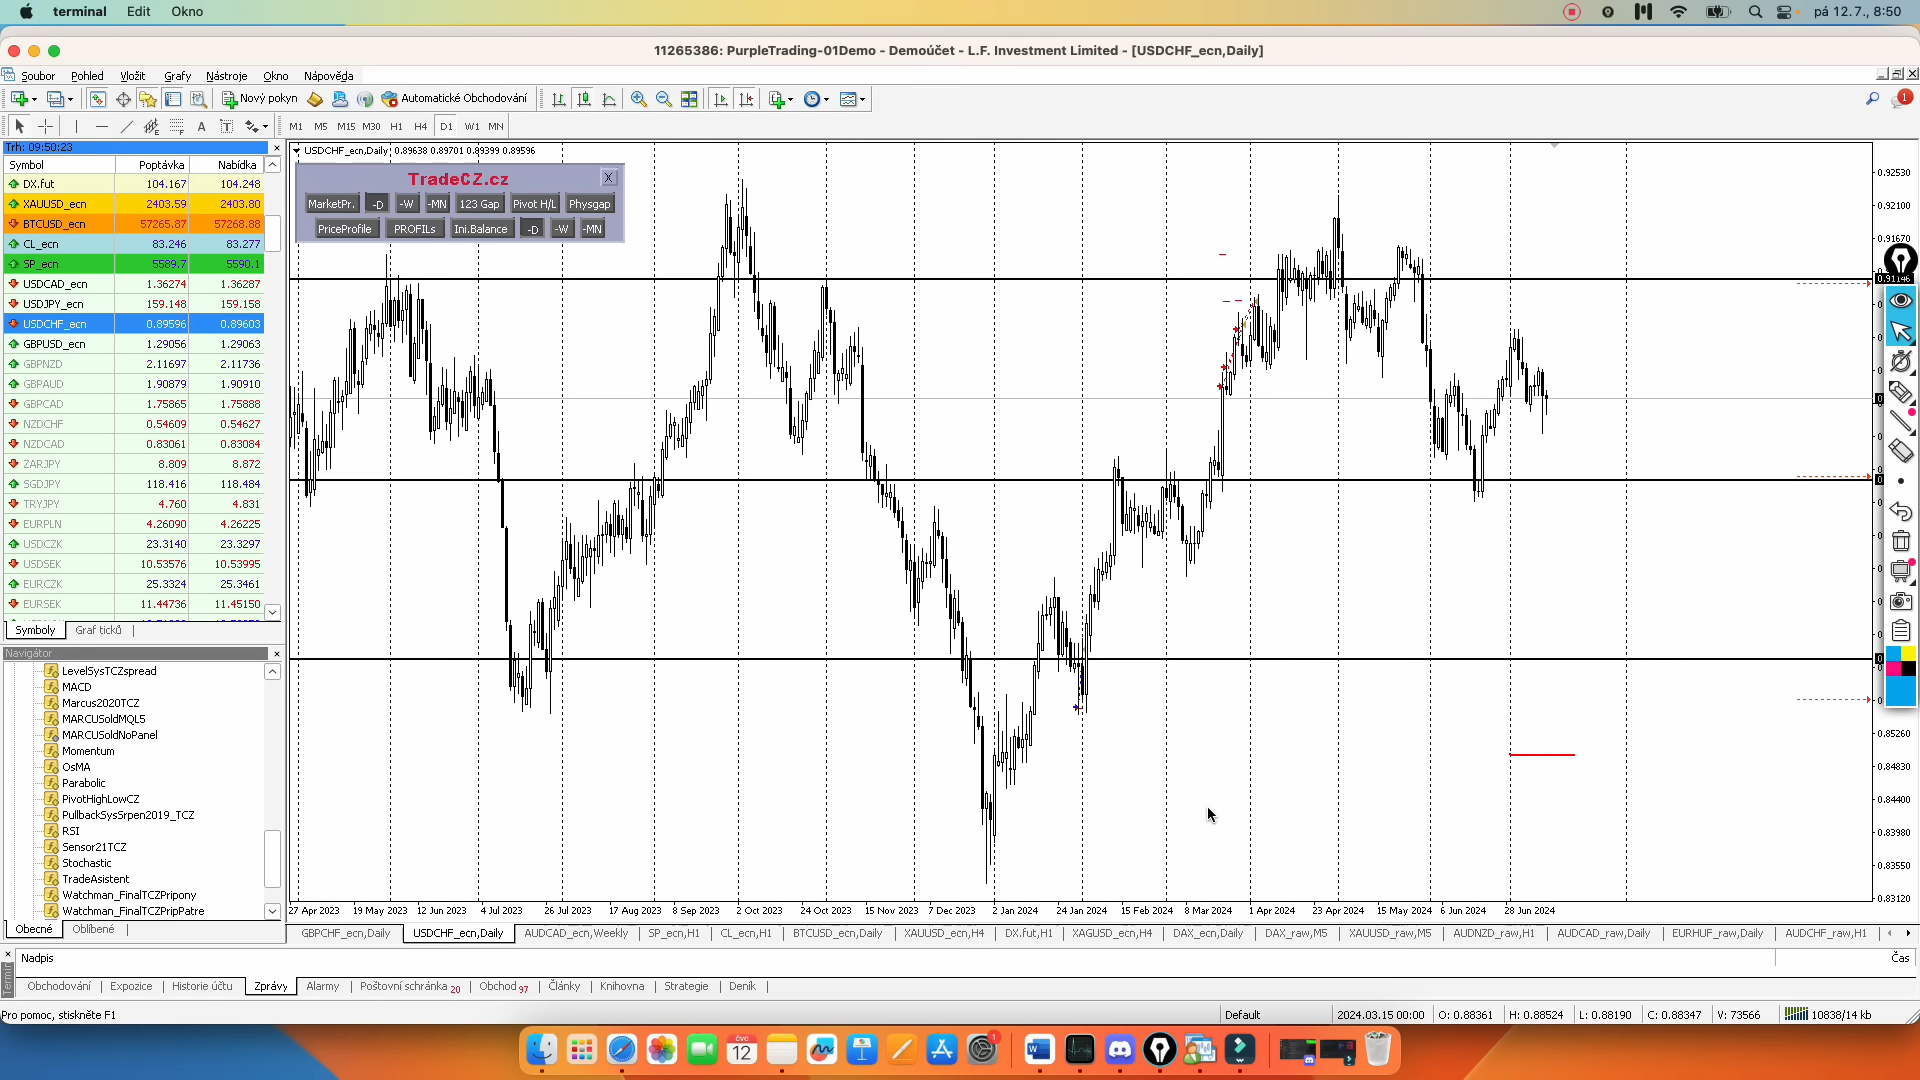 terminal Edit Okno pá 12.7., 8:50
11265386: PurpleTrading-01Demo - Demoúčet - L.F. Investment Limited - [USDCHF_ecn,Daily]
Soubor Pohled Vložit Grafy Nástroje Okno Nápověda
Nový pokyn Automatické Obchodování 1
A T M1 M5 M15 M30 H1 H4 D1 W1 MN
Trh: 09:50:23
Symbol Poptávka Nabídka
DX.fut 104.167 104.248
XAUUSD_ecn 2403.59 2403.80
BTCUSD_ecn 57265.87 57268.88
CL_ecn 83.246 83.277
SP_ecn 5589.7 5590.1
USDCAD_ecn 1.36274 1.36287
USDJPY_ecn 159.148 159.158
USDCHF_ecn 0.89596 0.89603
GBPUSD_ecn 1.29056 1.29063
GBPNZD 2.11697 2.11736
GBPAUD 1.90879 1.90910
GBPCAD 1.75865 1.75888
NZDCHF 0.54609 0.54627
NZDCAD 0.83061 0.83084
ZARJPY 8.809 8.872
SGDJPY 118.416 118.484
TRYJPY 4.760 4.831
EURPLN 4.26090 4.26225
USDCZK 23.3140 23.3297
USDSEK 10.53576 10.53995
EURCZK 25.3324 25.3461
EURSEK 11.44736 11.45150
Symboly Graf ticků
Navigátor
LevelSysTCZspread
MACD
Marcus2020TCZ
MARCUSoldMQL5
MARCUSoldNoPanel
Momentum
OsMA
Parabolic
PivotHighLowCZ
PullbackSysSrpen2019_TCZ
RSI
Sensor21TCZ
Stochastic
TradeAsistent
Watchman_FinalTCZPripony
Watchman_FinalTCZPripPatre
Obecné Oblíbené
USDCHF_ecn,Daily 0.89638 0.89701 0.89399 0.89596
TradeCZ.cz X
MarketPr. -D -W -MN 123 Gap Pivot H/L Physgap
PriceProfile PROFILs Ini.Balance -D -W -MN
0.92530
0.92100
0.91670
0.91146
0.85260
0.84830
0.84400
0.83980
0.83550
0.83120
27 Apr 2023 19 May 2023 12 Jun 2023 4 Jul 2023 26 Jul 2023 17 Aug 2023 8 Sep 2023 2 Oct 2023 24 Oct 2023 15 Nov 2023 7 Dec 2023 2 Jan 2024 24 Jan 2024 15 Feb 2024 8 Mar 2024 1 Apr 2024 23 Apr 2024 15 May 2024 6 Jun 2024 28 Jun 2024
GBPCHF_ecn,Daily USDCHF_ecn,Daily AUDCAD_ecn,Weekly SP_ecn,H1 CL_ecn,H1 BTCUSD_ecn,Daily XAUUSD_ecn,H4 DX.fut,H1 XAGUSD_ecn,H4 DAX_ecn,Daily DAX_raw,M5 XAUUSD_raw,M5 AUDNZD_raw,H1 AUDCAD_raw,Daily EURHUF_raw,Daily AUDCHF_raw,H1
Nadpis Čas
Obchodování Expozice Historie účtu Zprávy Alarmy Poštovní schránka 20 Obchod 97 Články Knihovna Strategie Deník
Pro pomoc, stiskněte F1 Default 2024.03.15 00:00 O: 0.88361 H: 0.88524 L: 0.88190 C: 0.88347 V: 73566 10838/14 kb
ČVC
12